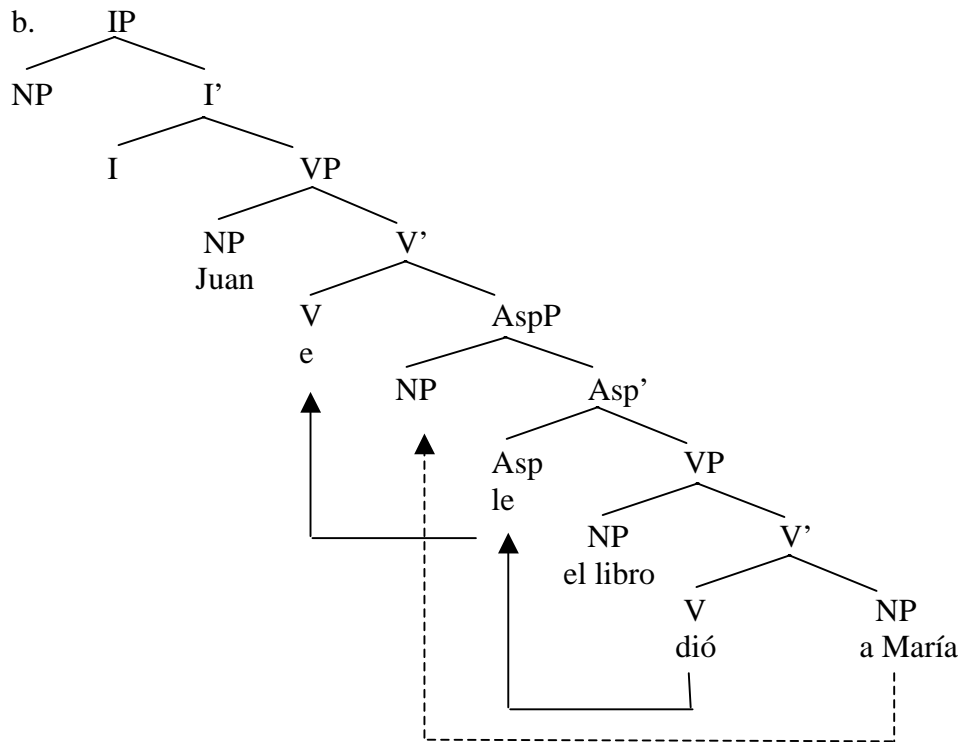 b. IP
NP I’
I VP
NP V’
Juan
V AspP
e
NP Asp’
Asp VP
le
NP V’
el libro
V NP
dió a María